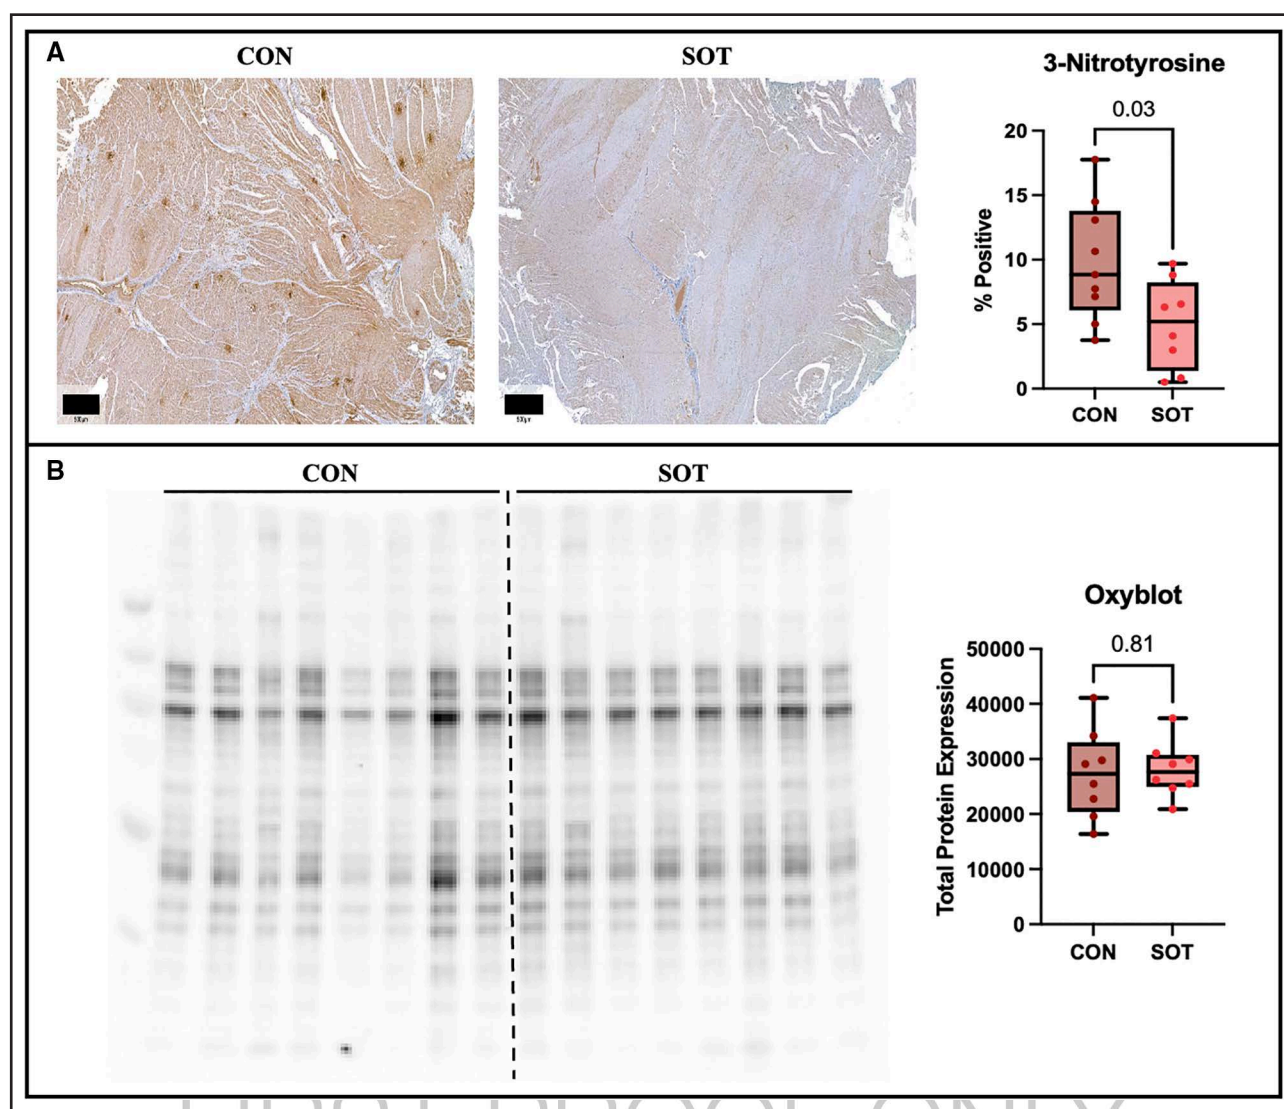 A
CON
SOT
3-Nitrotyrosine
0.03
20
15
10
5
0
% Positive
CON
SOT
500μm
B
CON
SOT
Oxyblot
0.81
50000
40000
30000
20000
10000
0
Total Protein Expression
CON
SOT